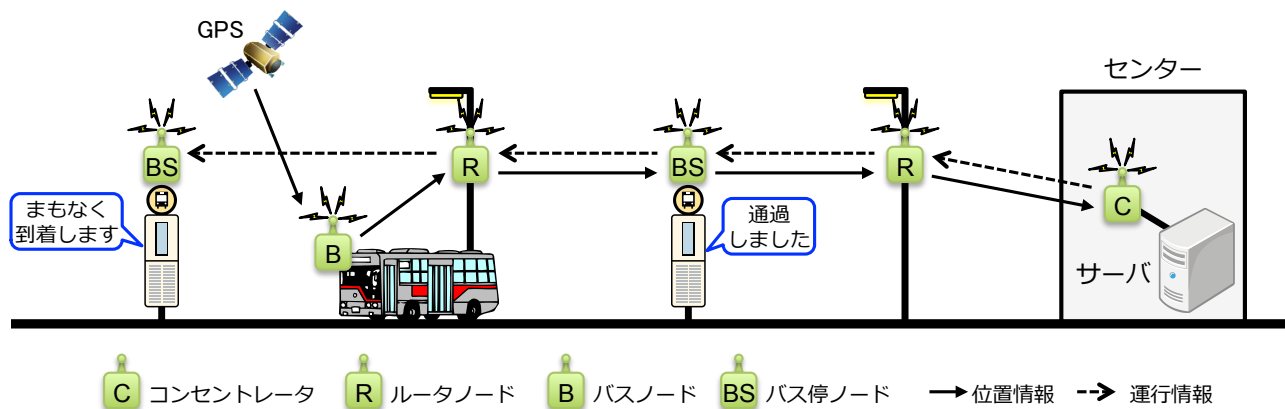 GPS
センター
BS
R
BS
R
C
B
まもなく
到着します
通過
しました
サーバ
C コンセントレータ
R ルータノード
B バスノード
BS バス停ノード
位置情報
運行情報